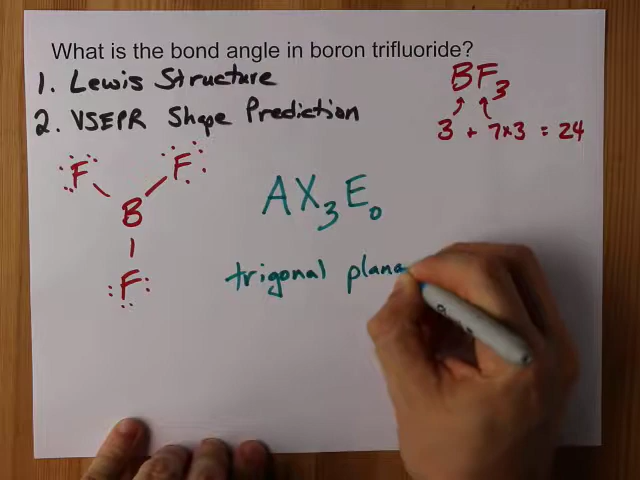 What is the bond angle in boron trifluoride?
1. Lewis Structure
2. VSEPR Shape Prediction
BF3
3 + 7x3 = 24
F
F
B
F
AX3E0
trigonal plana